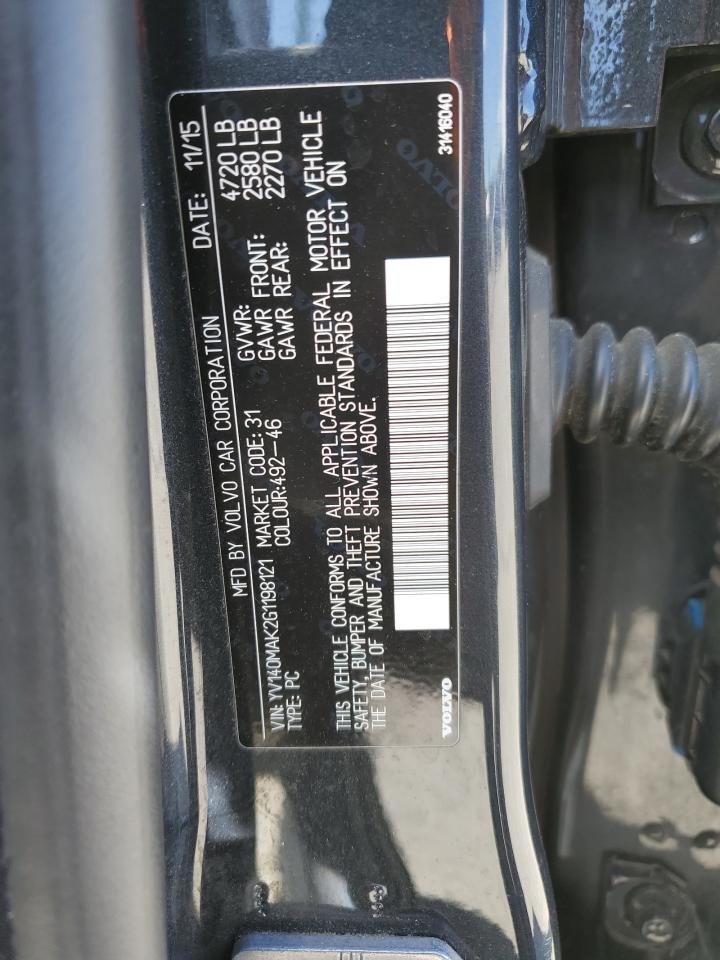 MFD BY VOLVO CAR CORPORATION DATE: 11/15
GVWR: 4720 LB
VIN: YV140MAK2G1198121 MARKET CODE: 31 GAWR FRONT: 2580 LB
TYPE: PC COLOUR:492-46 GAWR REAR: 2270 LB
THIS VEHICLE CONFORMS TO ALL APPLICABLE FEDERAL MOTOR VEHICLE
SAFETY, BUMPER AND THEFT PREVENTION STANDARDS IN EFFECT ON
THE DATE OF MANUFACTURE SHOWN ABOVE.
VOLVO 31416040